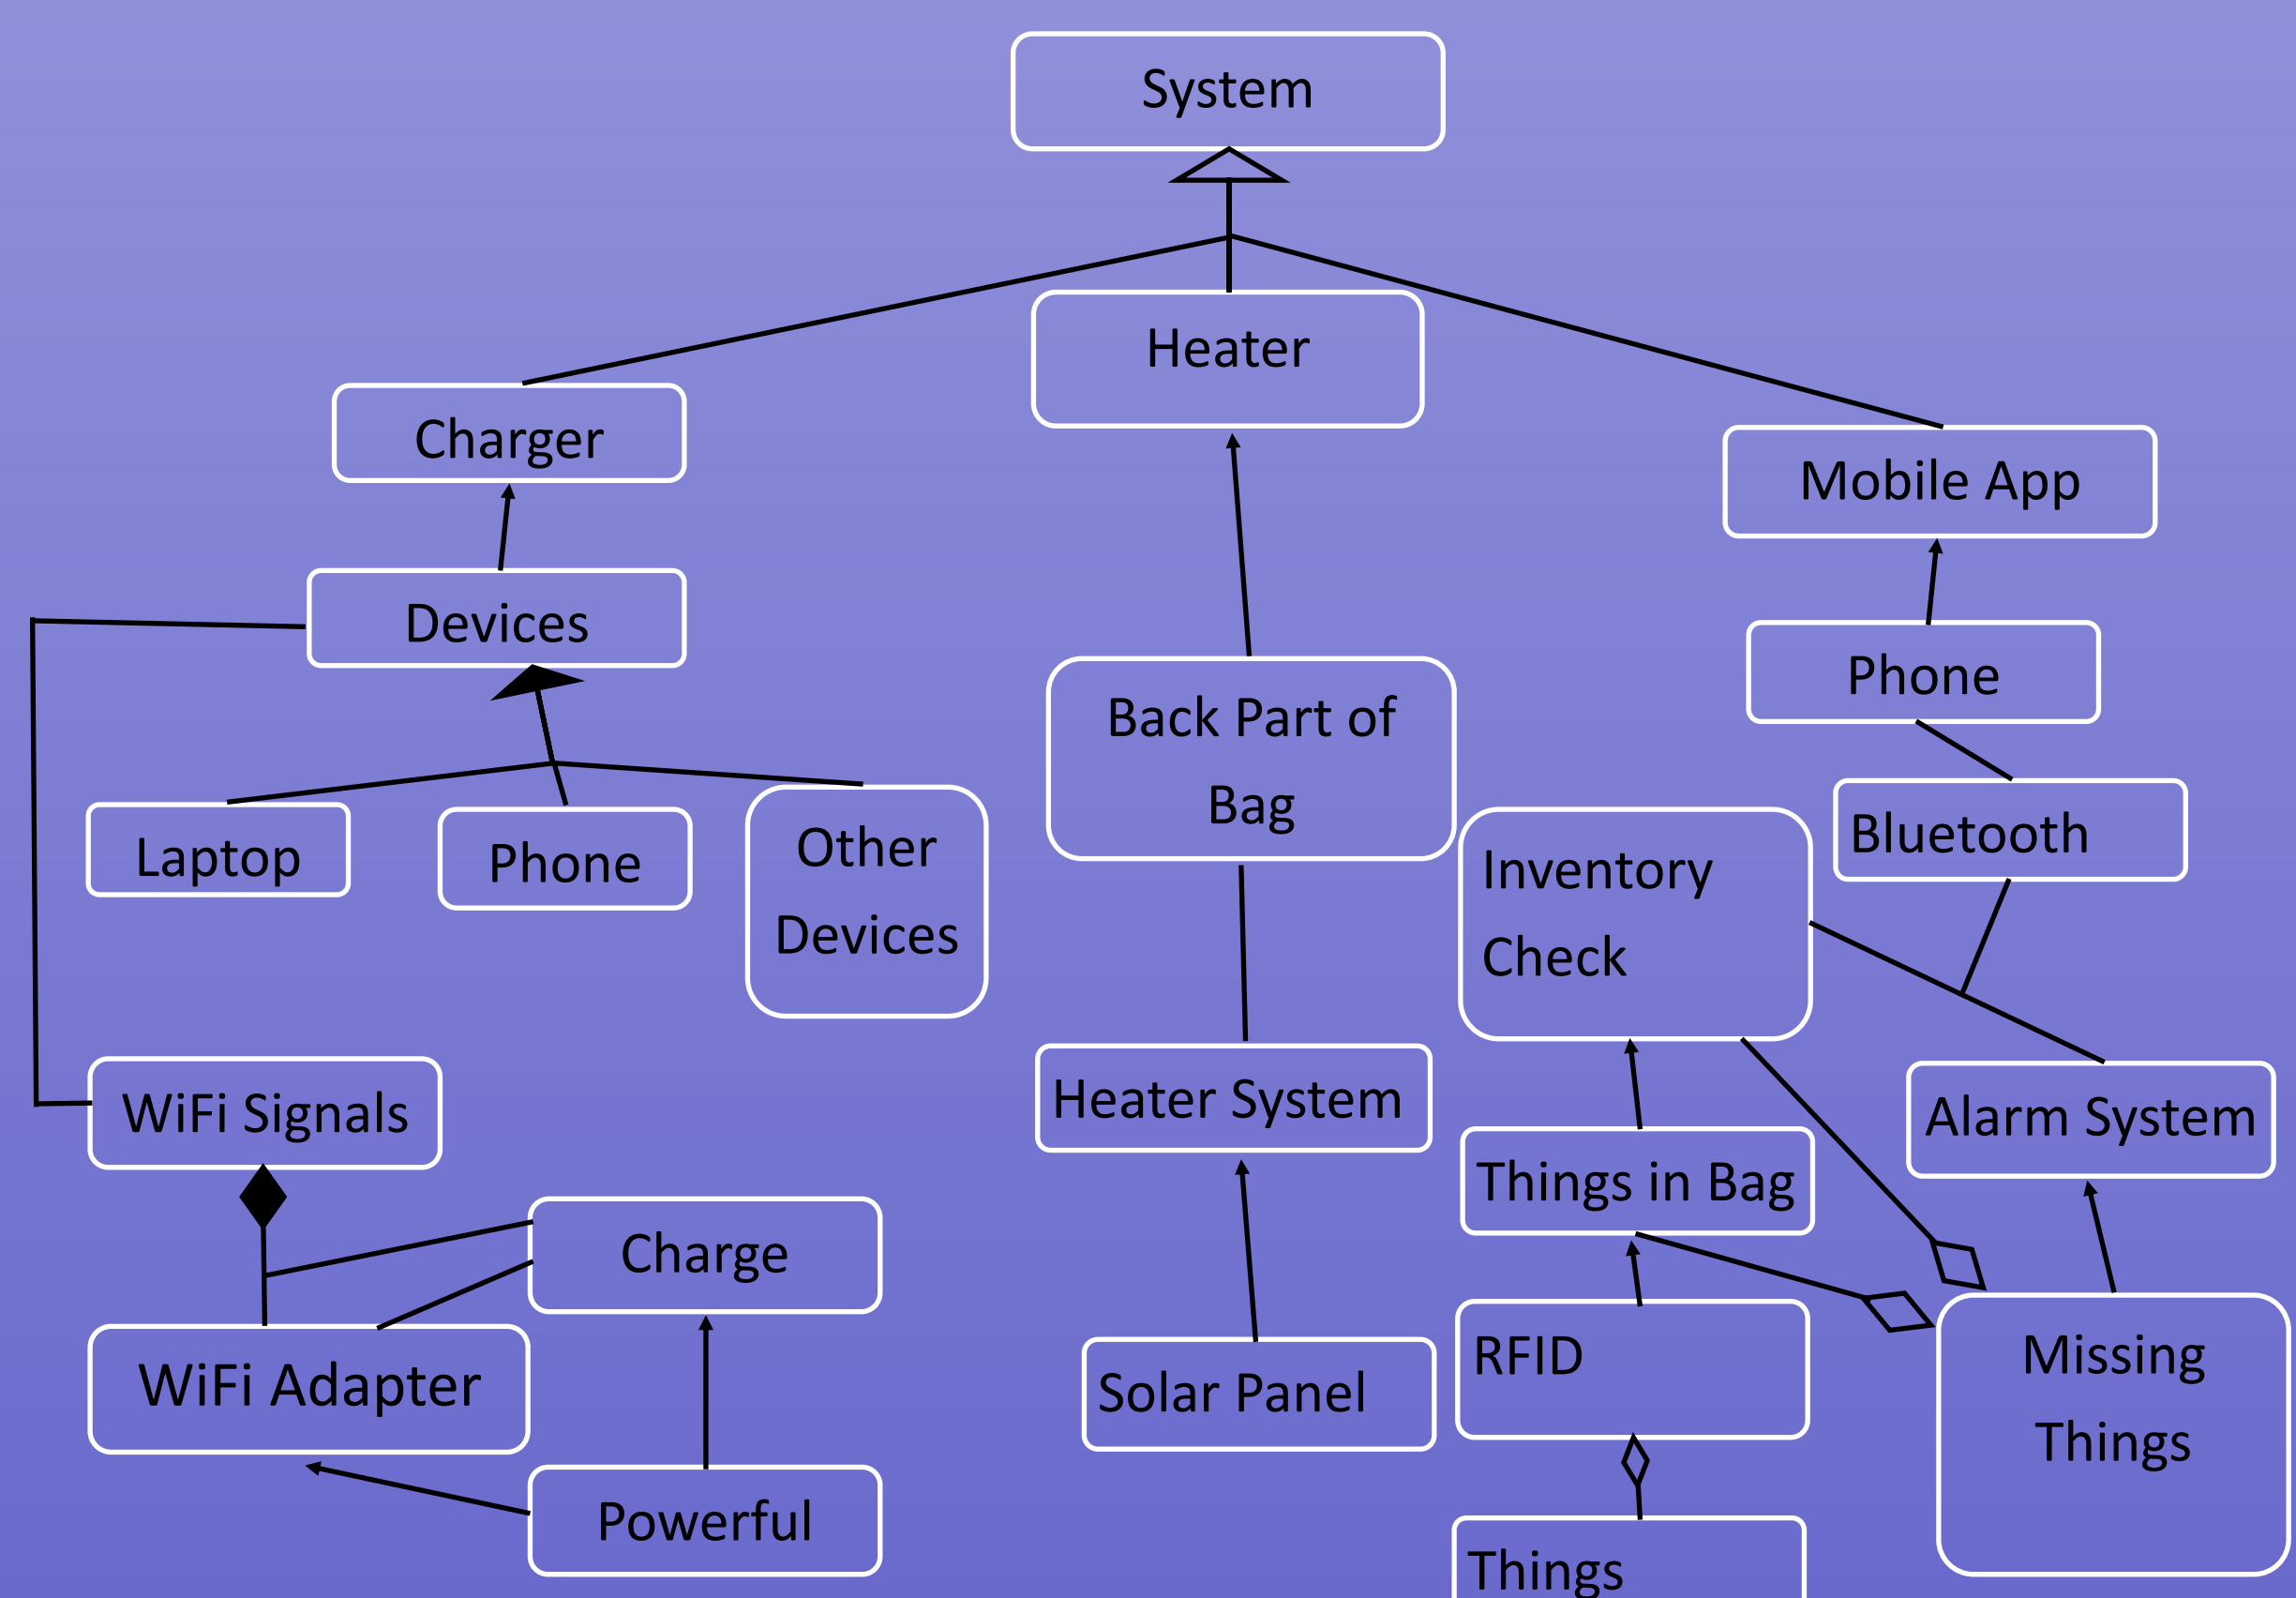 System
Heater
Charger
Mobile App
Devices
Phone
Back Part of
Bag
Laptop
Phone
Other
Devices
Bluetooth
Inventory
Check
WiFi Signals
Heater System
Things in Bag
Alarm System
Charge
WiFi Adapter
Solar Panel
RFID
Missing
Things
Powerful
Things